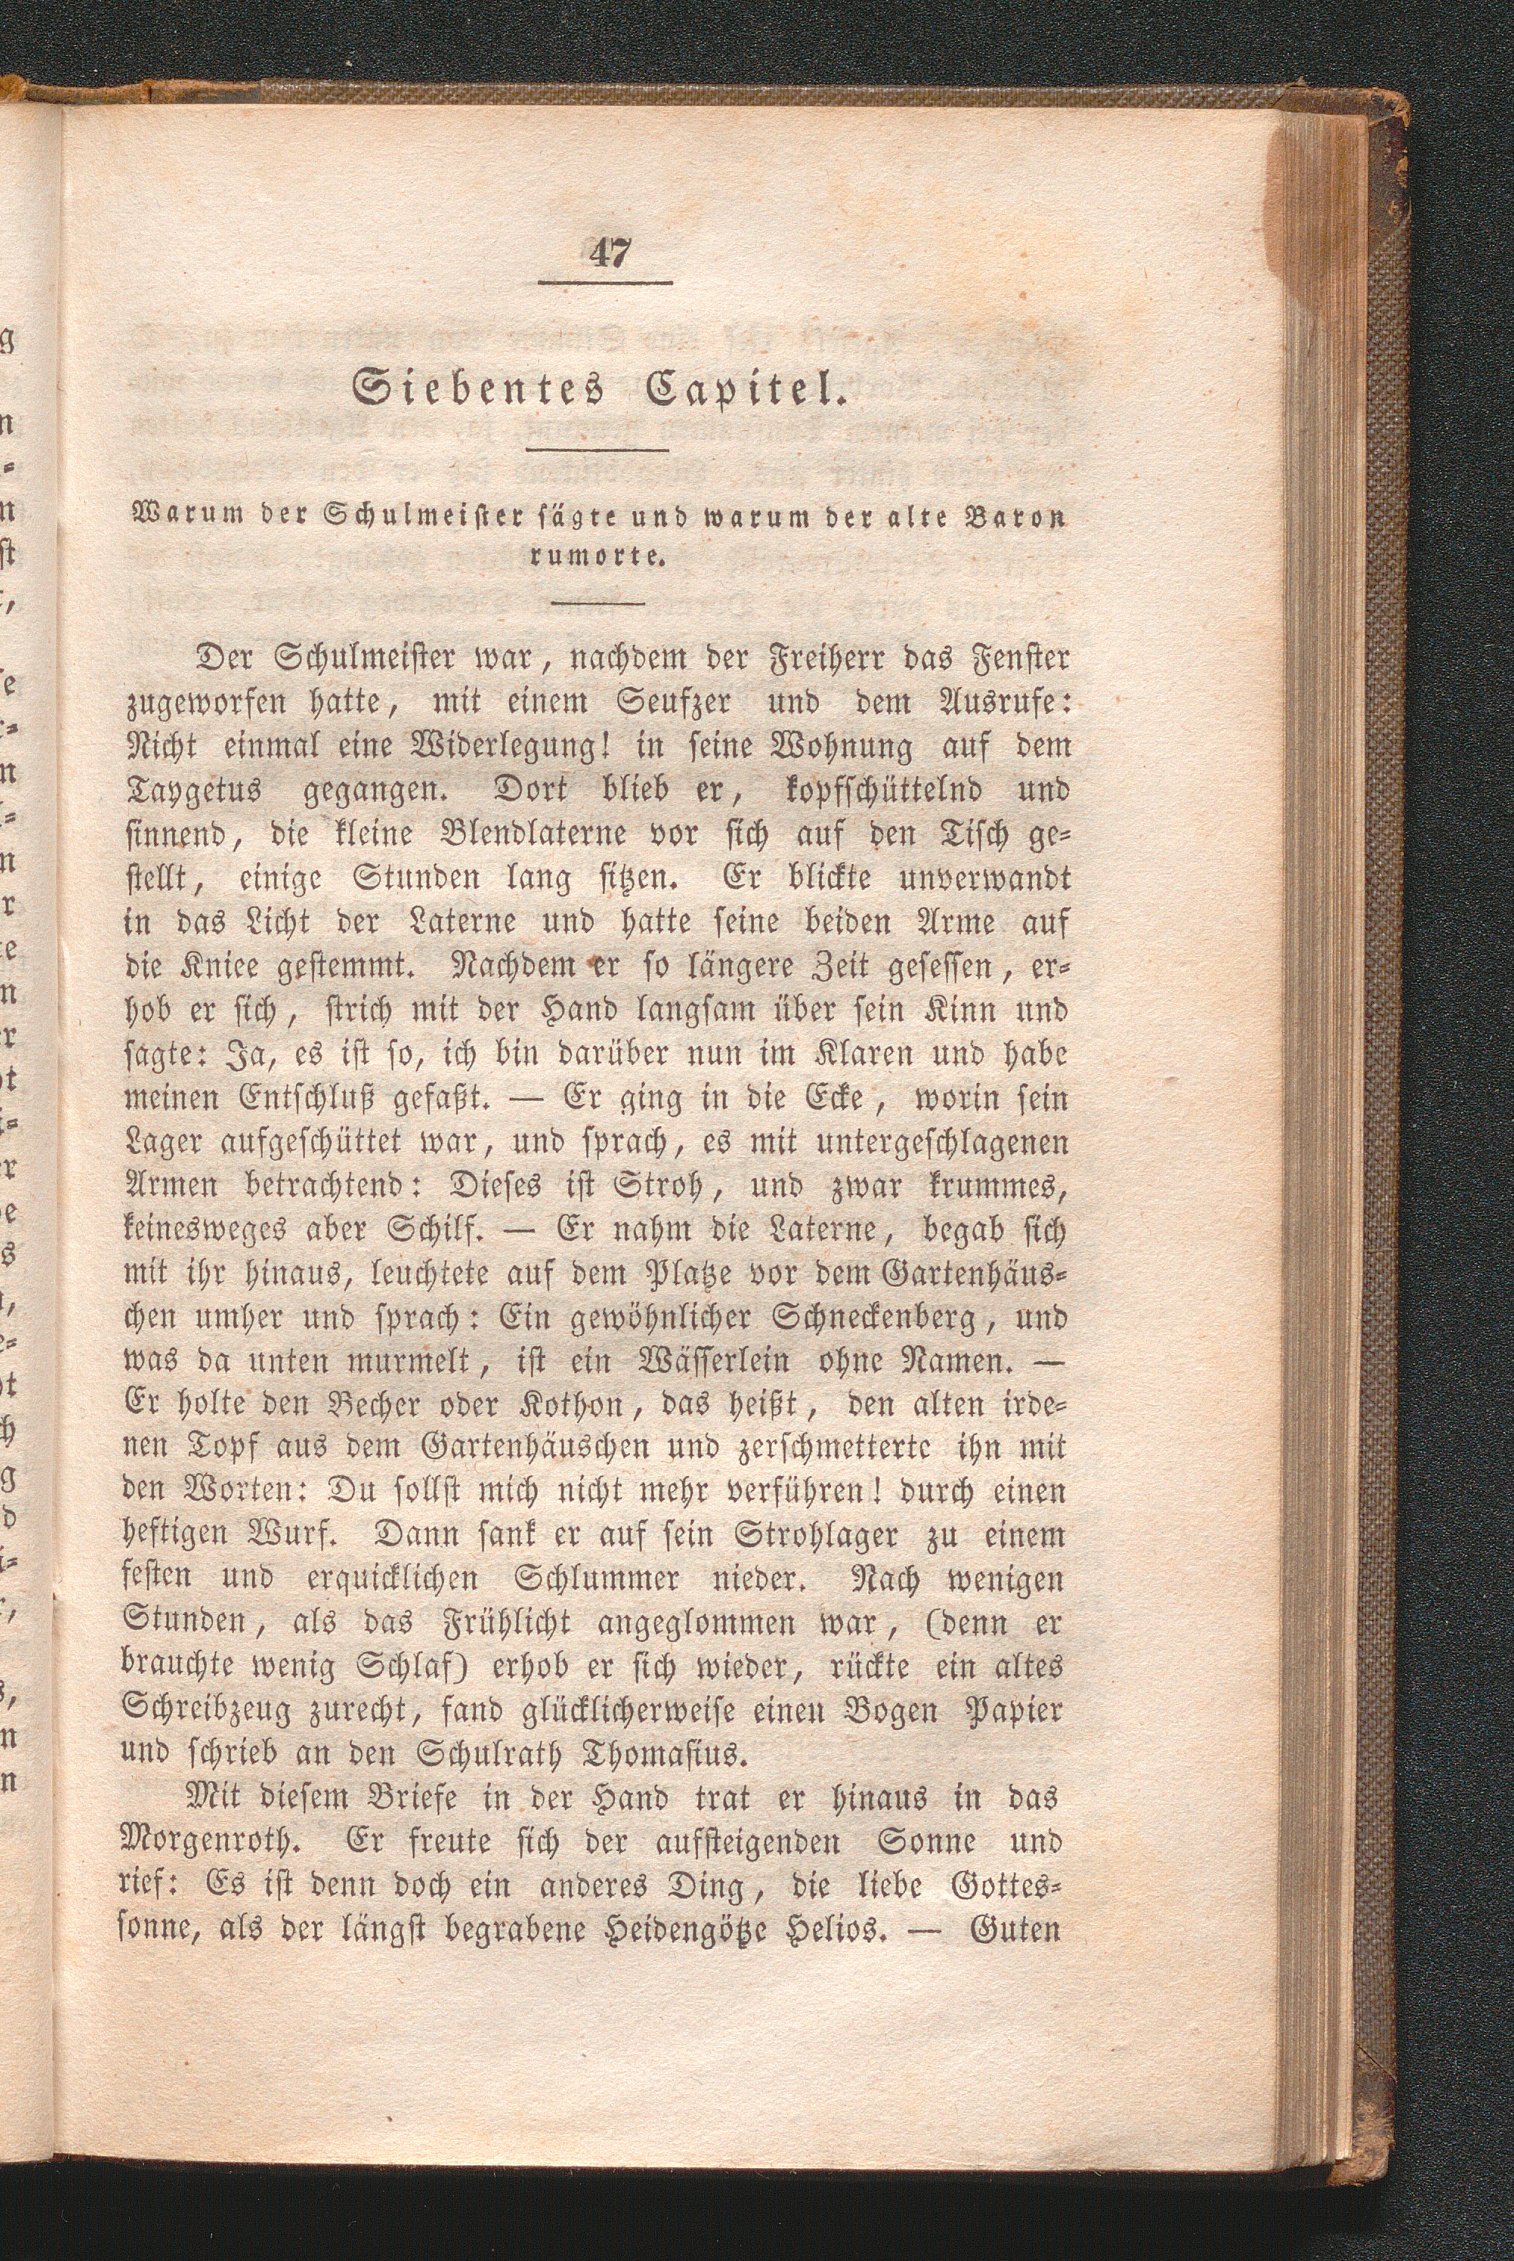 47
Siebentes Capitel.
Warum der Schulmeister sägte und warum der alte Baron
rumorte.
Der Schulmeister war, nachdem der Freiherr das Fenster
zugeworfen hatte, mit einem Seufzer und dem Ausrufe:
Nicht einmal eine Widerlegung! in seine Wohnung auf dem
Taygetus gegangen. Dort blieb er, kopfschüttelnd und
sinnend, die kleine Blendlaterne vor sich auf den Tisch ge-
stellt, einige Stunden lang sitzen. Er blickte unverwandt
in das Licht der Laterne und hatte seine beiden Arme auf
die Kniee gestemmt. Nachdem er so längere Zeit gesessen, er-
hob er sich, strich mit der Hand langsam über sein Kinn und
sagte: Ja, es ist so, ich bin darüber nun im Klaren und habe
meinen Entschluß gefaßt. — Er ging in die Ecke, worin sein
Lager aufgeschüttet war, und sprach, es mit untergeschlagenen
Armen betrachtend: Dieses ist Stroh, und zwar krummes,
keinesweges aber Schilf. — Er nahm die Laterne, begab sich
mit ihr hinaus, leuchtete auf dem Platze vor dem Gartenhäus-
chen umher und sprach: Ein gewöhnlicher Schneckenberg, und
was da unten murmelt, ist ein Wässerlein ohne Namen. —
Er holte den Becher oder Kothon, das heißt, den alten irde-
nen Topf aus dem Gartenhäuschen und zerschmetterte ihn mit
den Worten: Du sollst mich nicht mehr verführen! durch einen
heftigen Wurf. Dann sank er auf sein Strohlager zu einem
festen und erquicklichen Schlummer nieder. Nach wenigen
Stunden, als das Frühlicht angeglommen war, (denn er
brauchte wenig Schlaf) erhob er sich wieder, rückte ein altes
Schreibzeug zurecht, fand glücklicherweise einen Bogen Papier
und schrieb an den Schulrath Thomasius.
Mit diesem Briefe in der Hand trat er hinaus in das
Morgenroth. Er freute sich der aufsteigenden Sonne und
rief: Es ist denn doch ein anderes Ding, die liebe Gottes-
sonne, als der längst begrabene Heidengötze Helios. — Guten